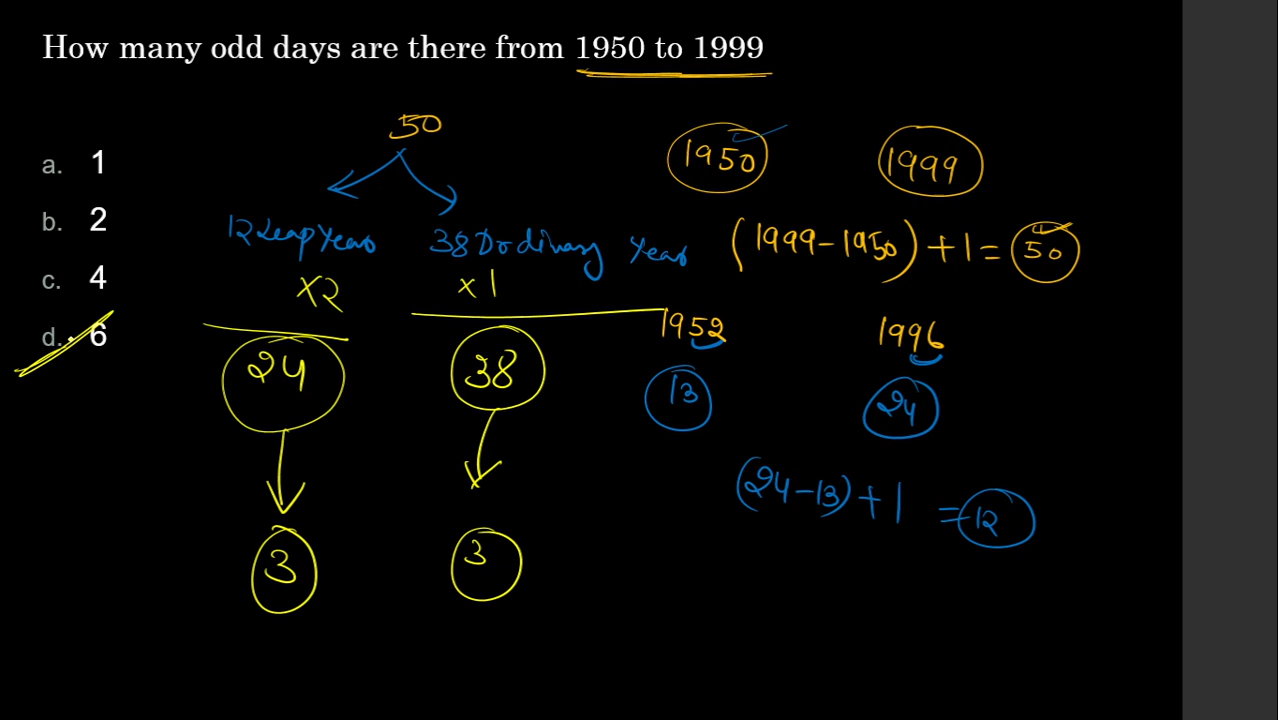 How many odd days are there from 1950 to 1999
50
1950 1999
a. 1
b. 2
12 Leap Years 38 Ordinary Years (1999-1950)+1=50
c. 4
×2 ×1
1952 1996
d. 6
24 38
13 24
(24-13)+1 =12
3 3